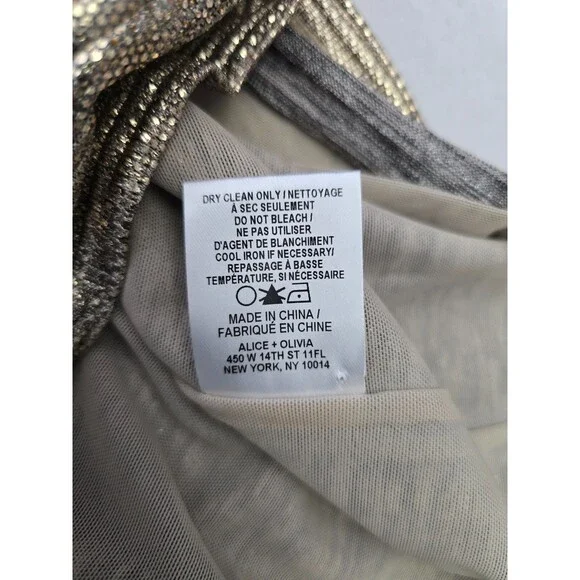 DRY CLEAN ONLY / NETTOYAGE
À SEC SEULEMENT
DO NOT BLEACH /
NE PAS UTILISER
D'AGENT DE BLANCHIMENT
COOL IRON IF NECESSARY/
REPASSAGE À BASSE
TEMPÉRATURE, SI NÉCESSAIRE
MADE IN CHINA /
FABRIQUÉ EN CHINE
ALICE + OLIVIA
450 W 14TH ST 11FL
NEW YORK, NY 10014